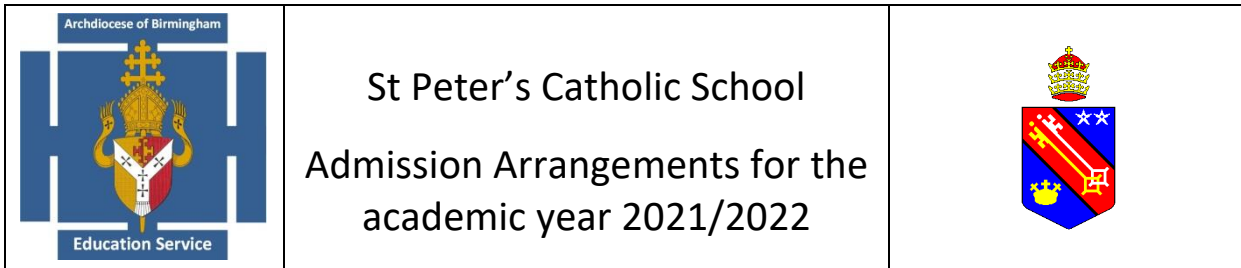 Archdiocese of Birmingham
Education Service
St Peter’s Catholic School
Admission Arrangements for the
academic year 2021/2022